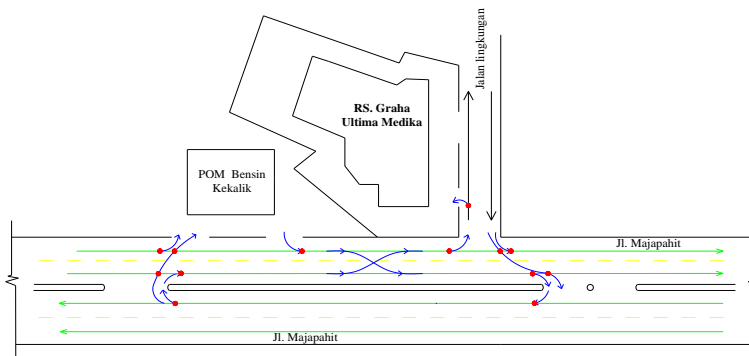 Jalan lingkungan
RS. Graha
Ultima Medika
POM Bensin
Kekalik
Jl. Majapahit
Jl. Majapahit